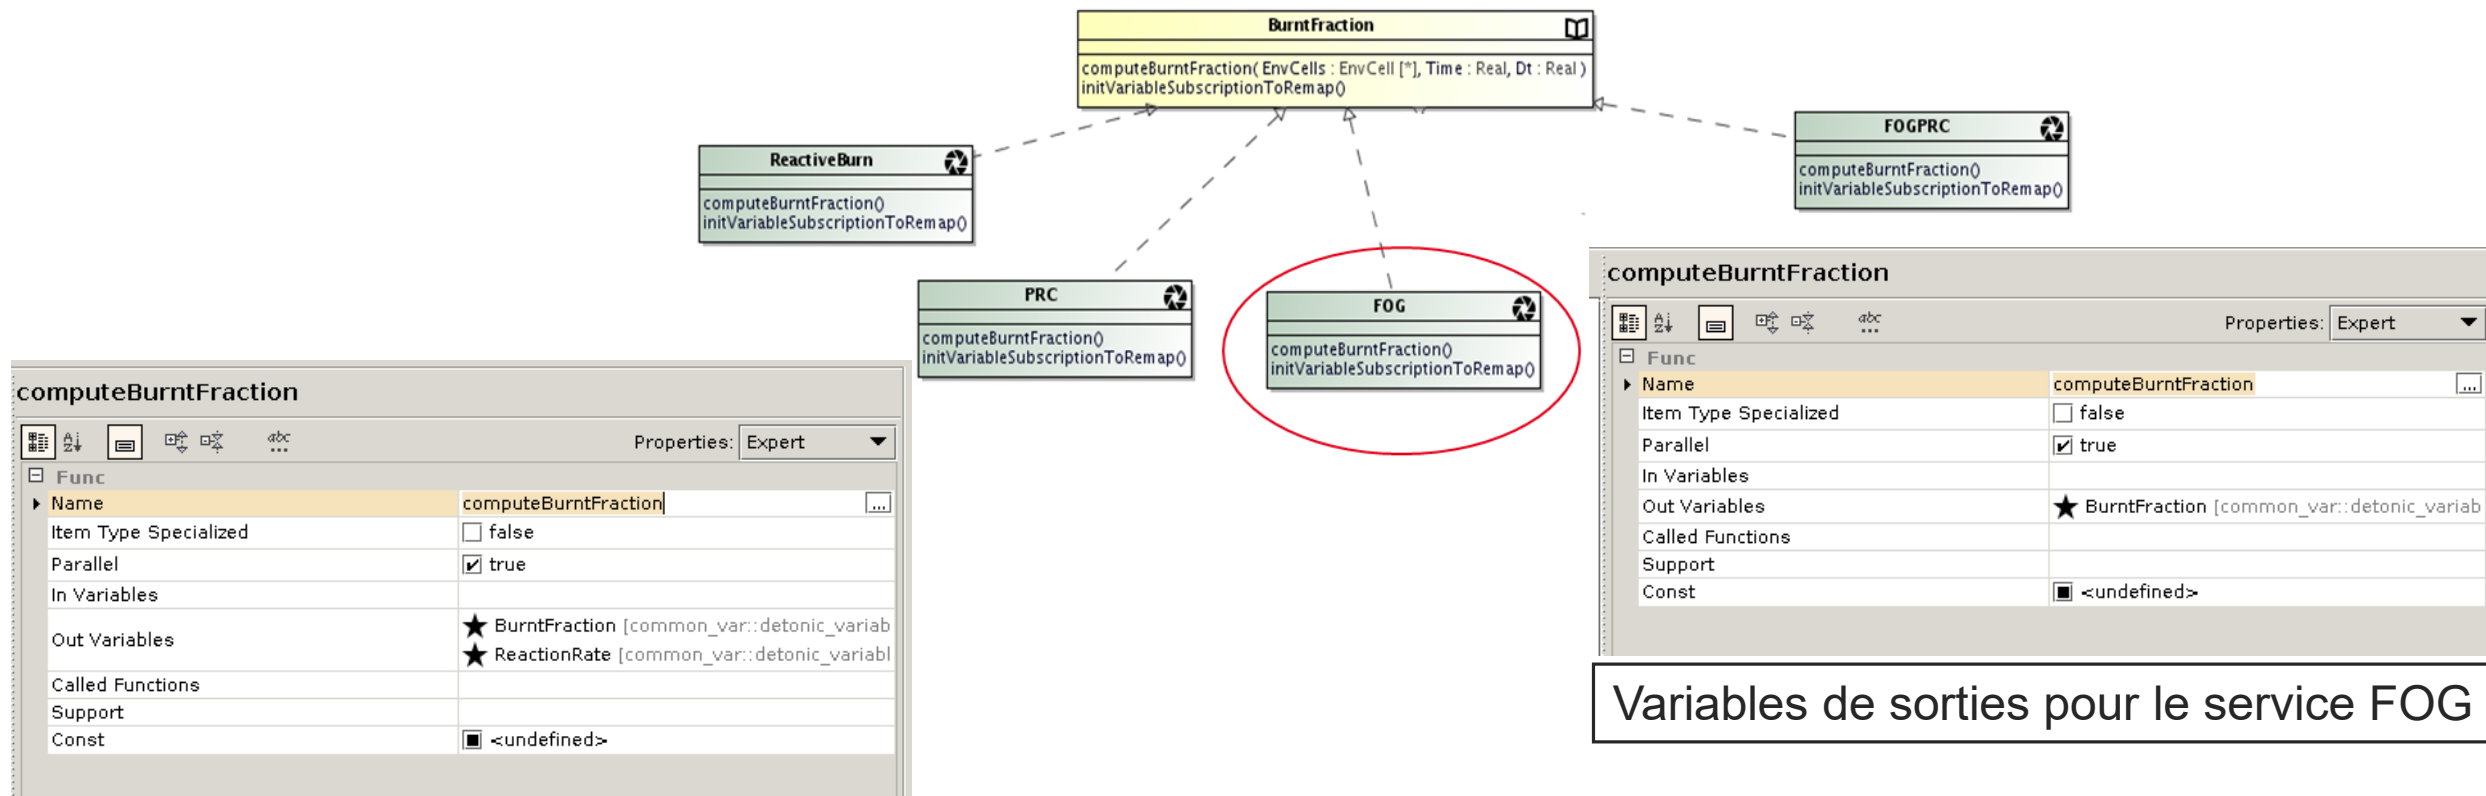 BurntFraction
computeBurntFraction( EnvCells : EnvCell [*], Time : Real, Dt : Real )
initVariableSubscriptionToRemap()
FOGPRC
computeBurntFraction()
initVariableSubscriptionToRemap()
ReactiveBurn
computeBurntFraction()
initVariableSubscriptionToRemap()
PRC
computeBurntFraction()
initVariableSubscriptionToRemap()
FOG
computeBurntFraction()
initVariableSubscriptionToRemap()
computeBurntFraction
abc
Properties: Expert
Func
Name computeBurntFraction ...
Item Type Specialized false
Parallel true
In Variables
Out Variables BurntFraction [common_var::detonic_variab
ReactionRate [common_var::detonic_variabl
Called Functions
Support
Const <undefined>
computeBurntFraction
abc
Properties: Expert
Func
Name computeBurntFraction ...
Item Type Specialized false
Parallel true
In Variables
Out Variables BurntFraction [common_var::detonic_variab
Called Functions
Support
Const <undefined>
Variables de sorties pour le service FOG